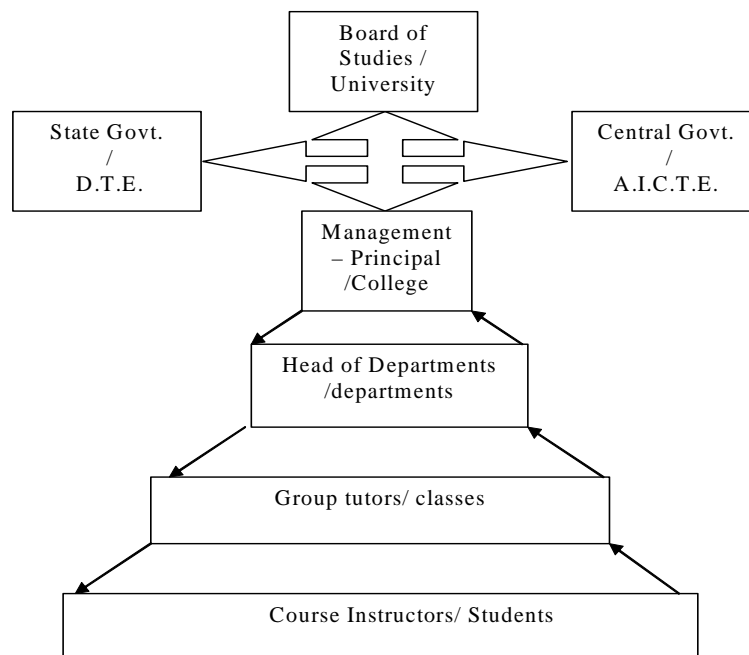 Board of
Studies /
University
State Govt.
/
D.T.E.
Central Govt.
/
A.I.C.T.E.
Management
– Principal
/College
Head of Departments
/departments
Group tutors/ classes
Course Instructors/ Students